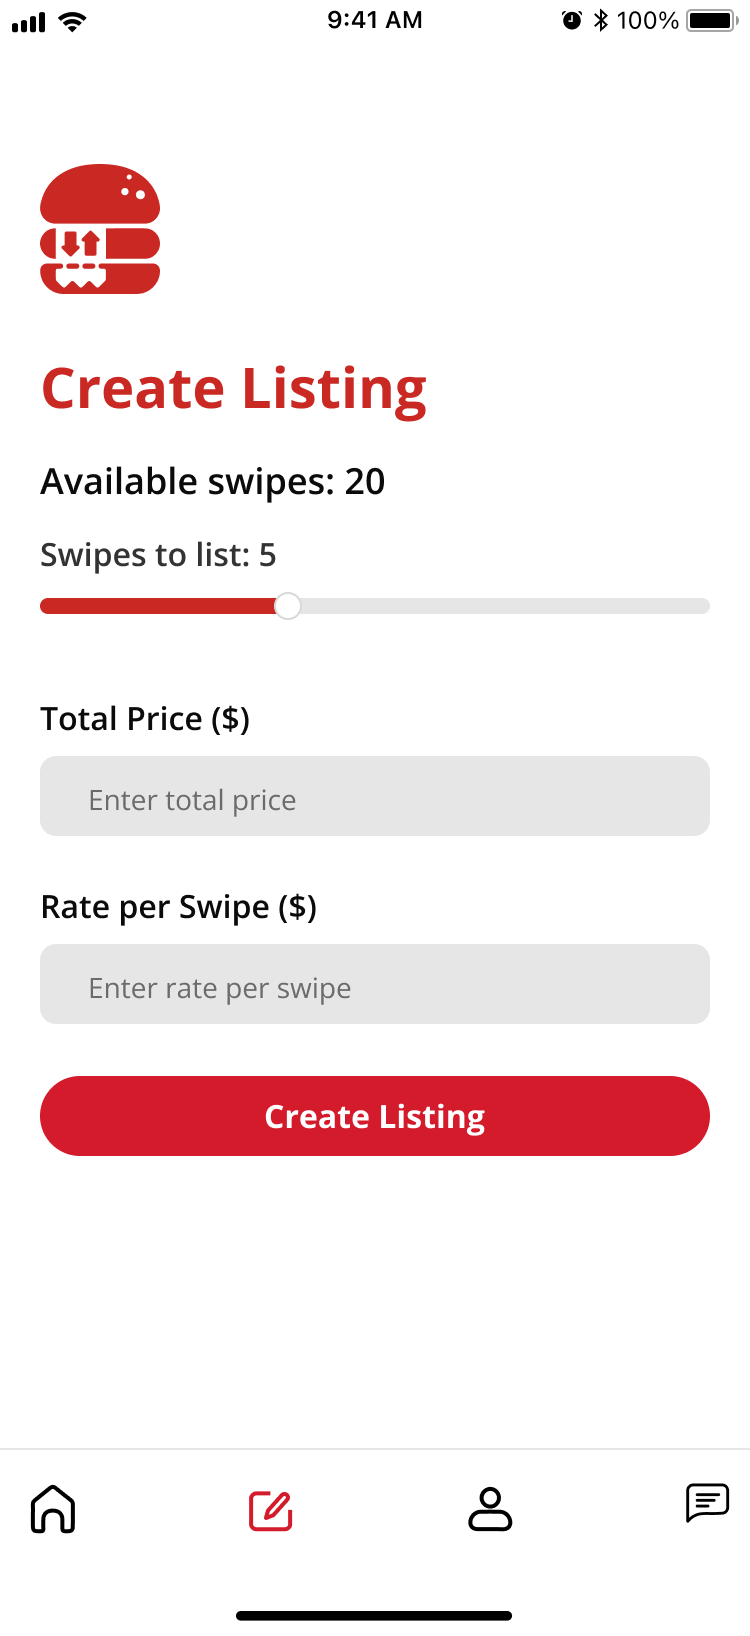 9:41 AM
100%
Create Listing
Available swipes: 20
Swipes to list: 5
Total Price ($)
Enter total price
Rate per Swipe ($)
Enter rate per swipe
Create Listing